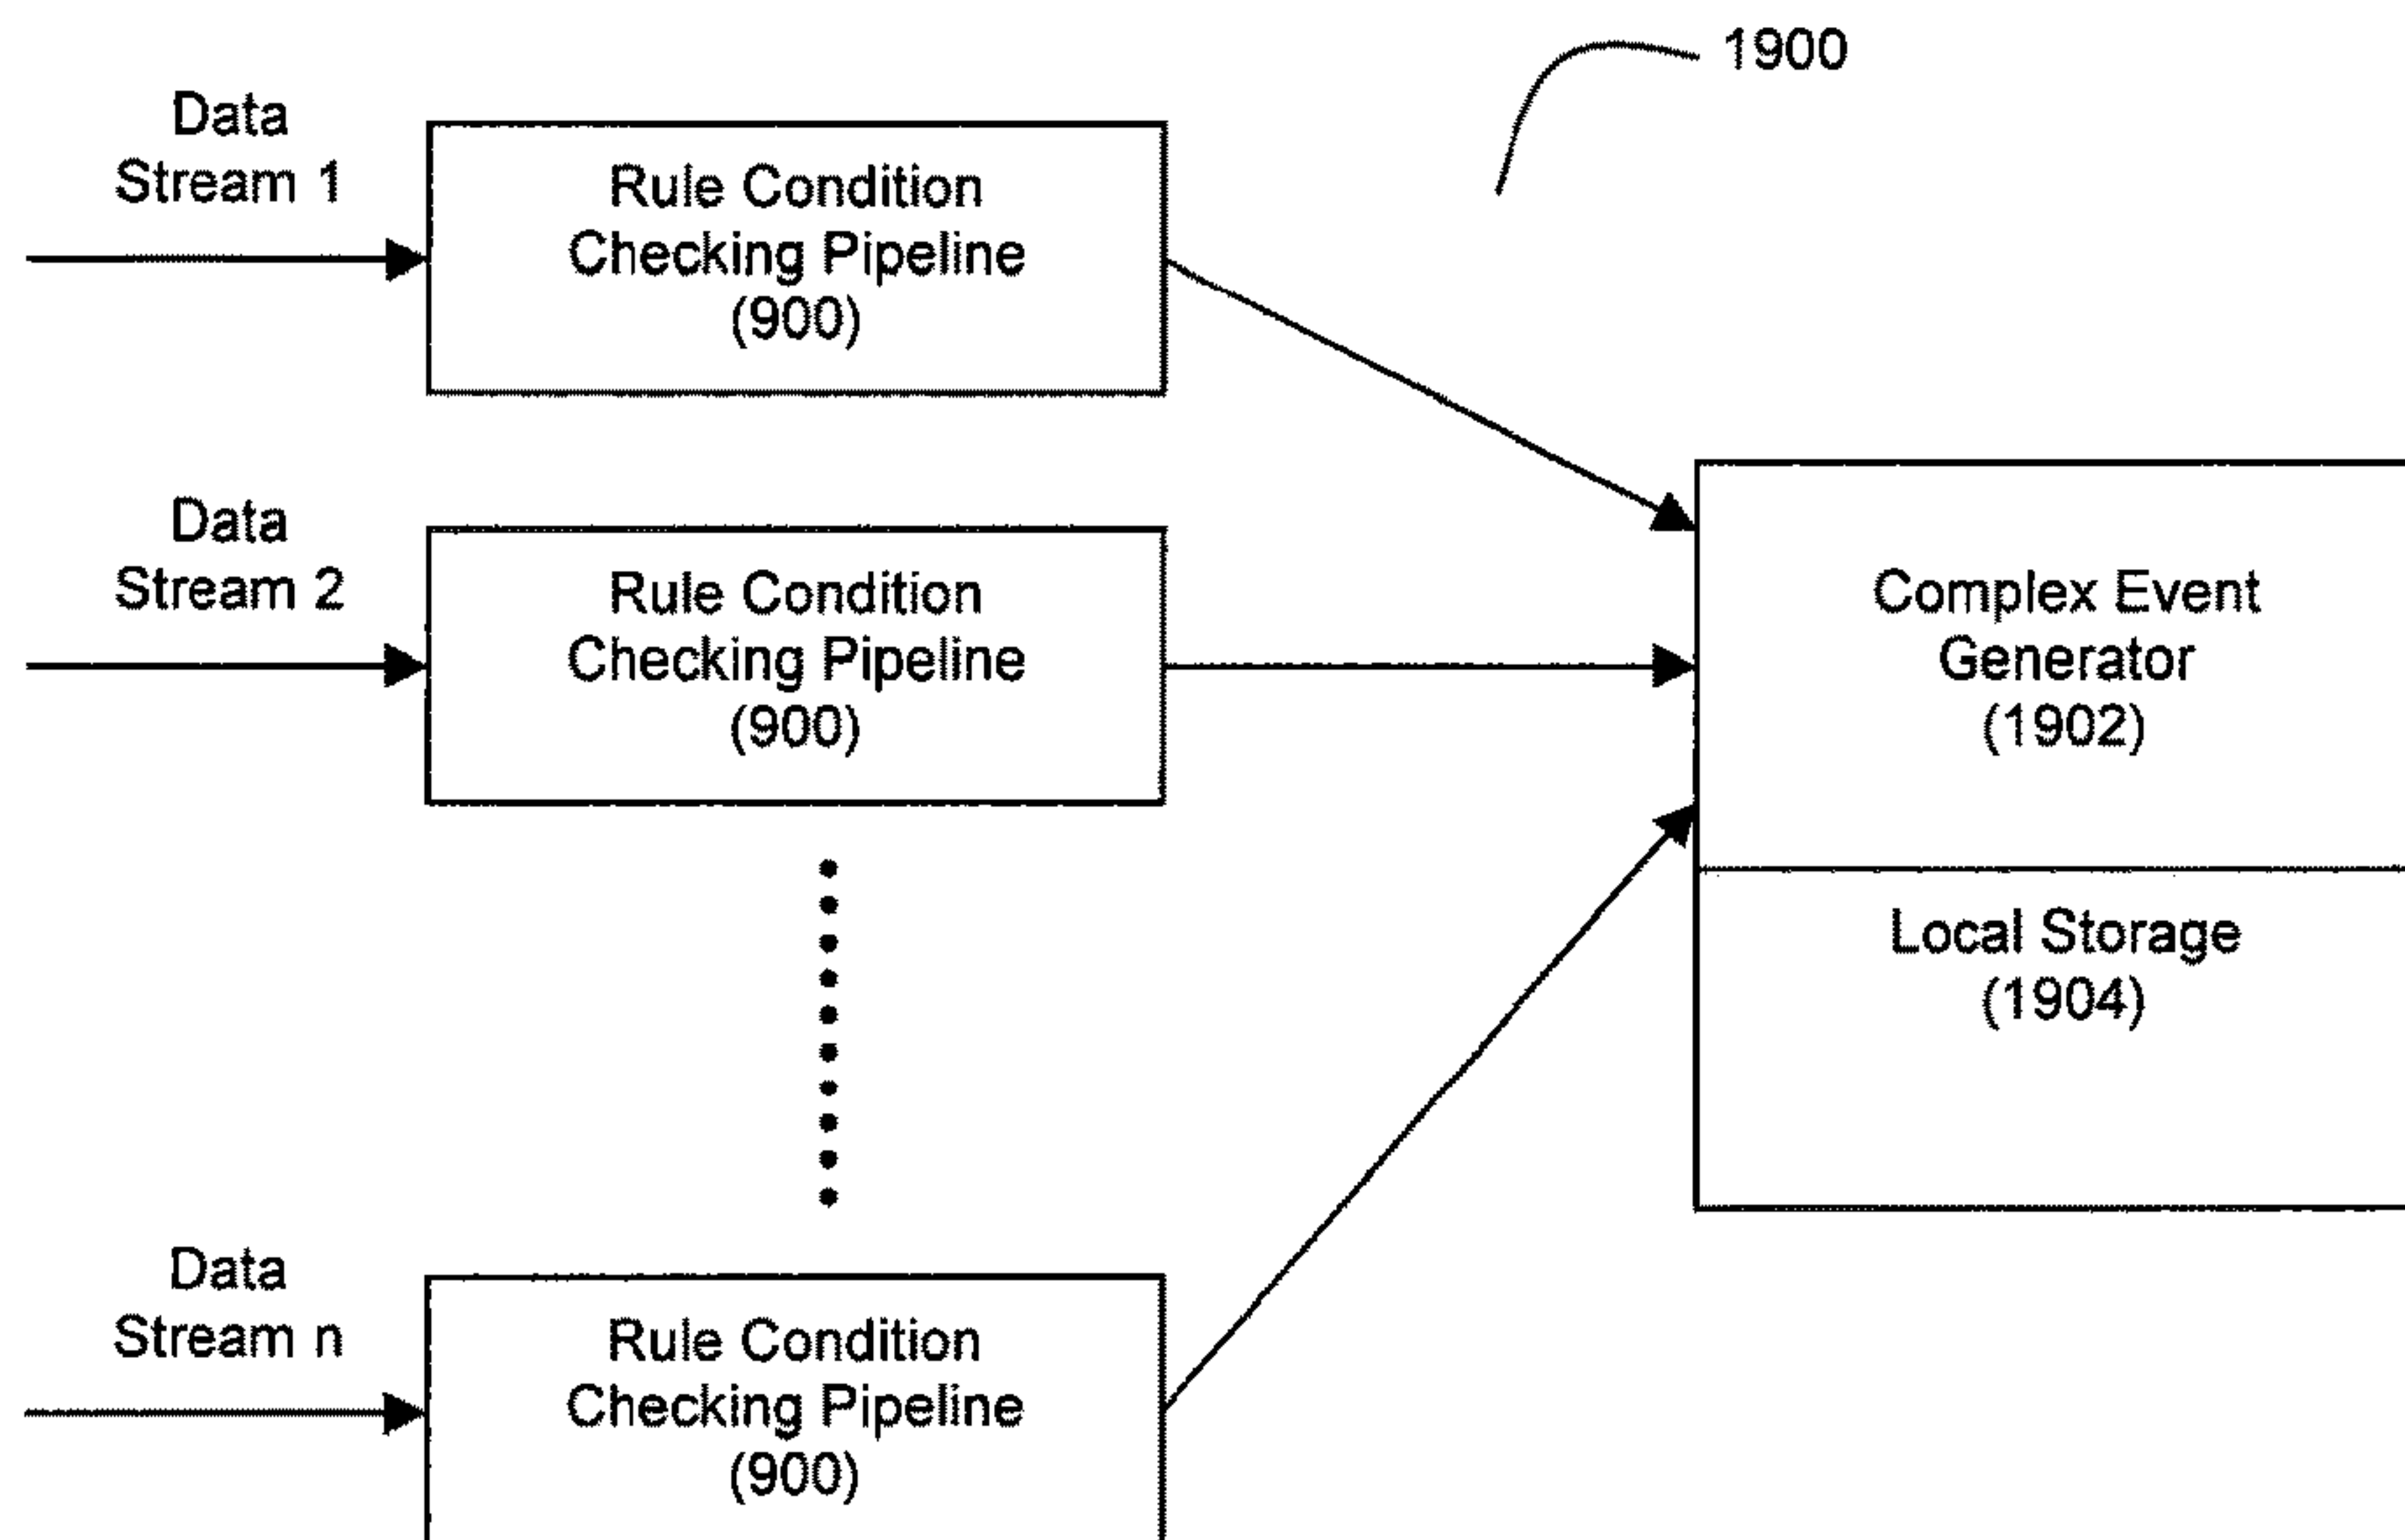 1900
Data
Stream 1
Rule Condition
Checking Pipeline
(900)
Data
Stream 2
Rule Condition
Checking Pipeline
(900)
Complex Event
Generator
(1902)
Local Storage
(1904)
Data
Stream n
Rule Condition
Checking Pipeline
(900)